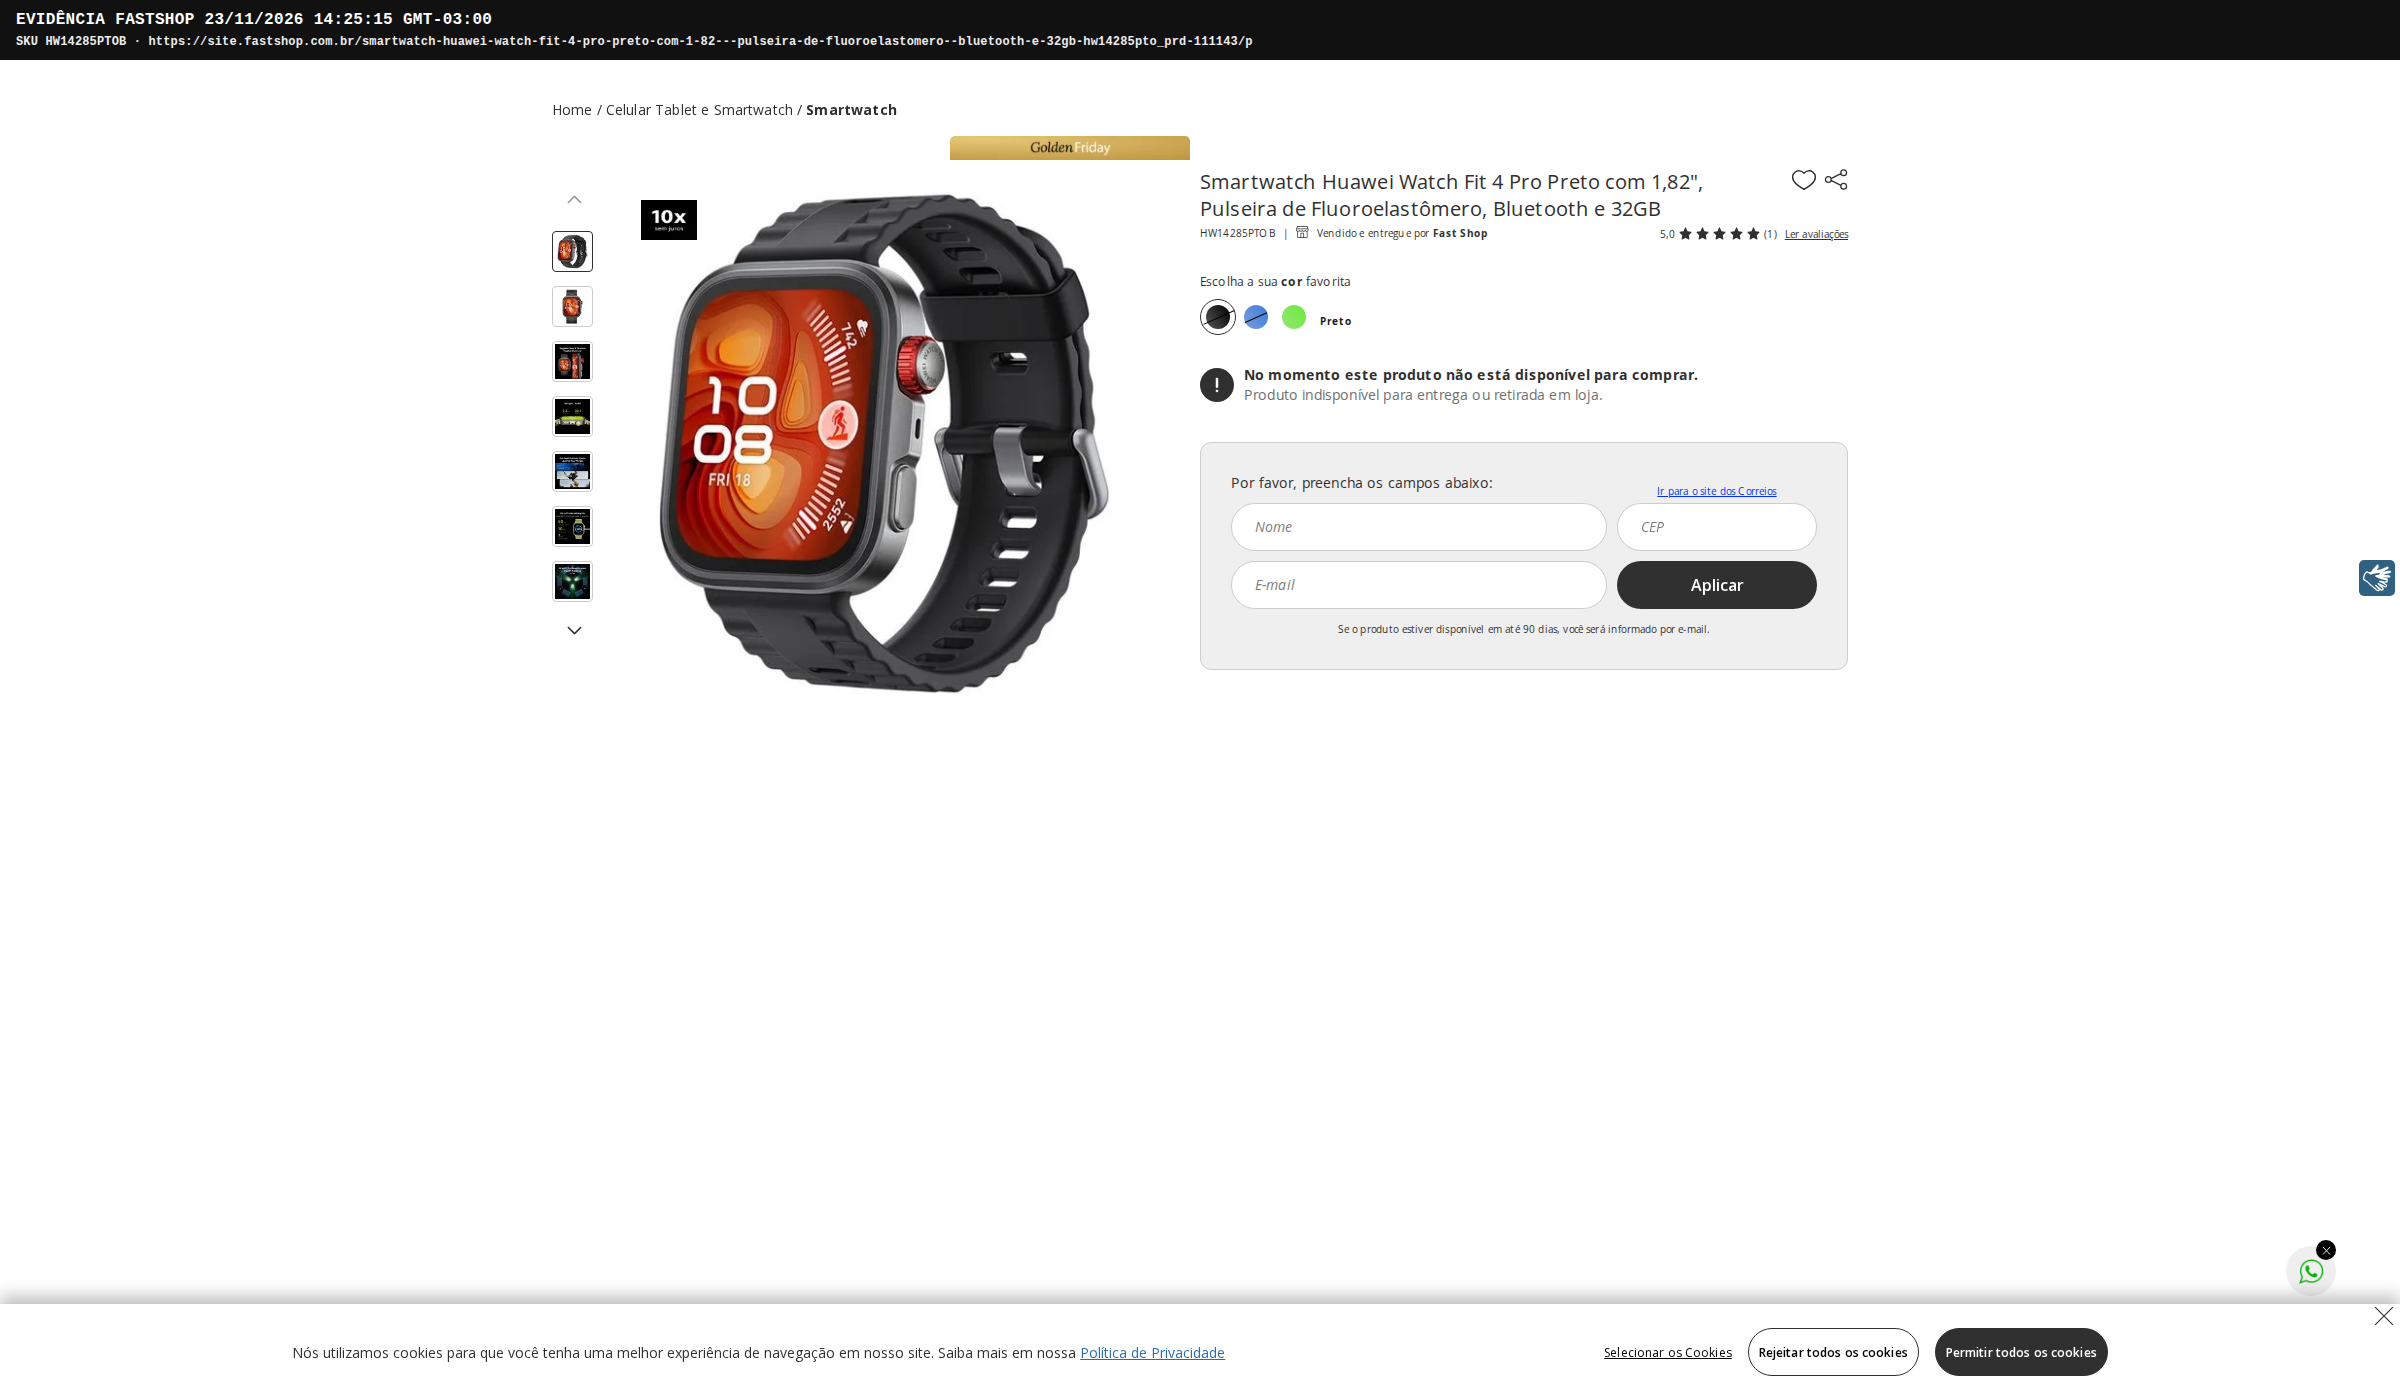 EVIDÊNCIA FASTSHOP 23/11/2026 14:25:15 GMT-03:00
SKU HW14285PTOB · https://site.fastshop.com.br/smartwatch-huawei-watch-fit-4-pro-preto-com-1-82---pulseira-de-fluoroelastomero--bluetooth-e-32gb-hw14285pto_prd-111143/p
Home / Celular Tablet e Smartwatch / Smartwatch
Golden Friday
10x
sem juros
742
10
08
FRI 18
2552
Smartwatch Huawei Watch Fit 4 Pro Preto com 1,82",
Pulseira de Fluoroelastômero, Bluetooth e 32GB
HW14285PTOB | Vendido e entregue por Fast Shop
5,0 (1) Ler avaliações
Escolha a sua cor favorita
Preto
No momento este produto não está disponível para comprar.
Produto indisponível para entrega ou retirada em loja.
Por favor, preencha os campos abaixo:
Ir para o site dos Correios
Nome
CEP
E-mail
Aplicar
Se o produto estiver disponível em até 90 dias, você será informado por e-mail.
Nós utilizamos cookies para que você tenha uma melhor experiência de navegação em nosso site. Saiba mais em nossa Política de Privacidade
Selecionar os Cookies
Rejeitar todos os cookies
Permitir todos os cookies